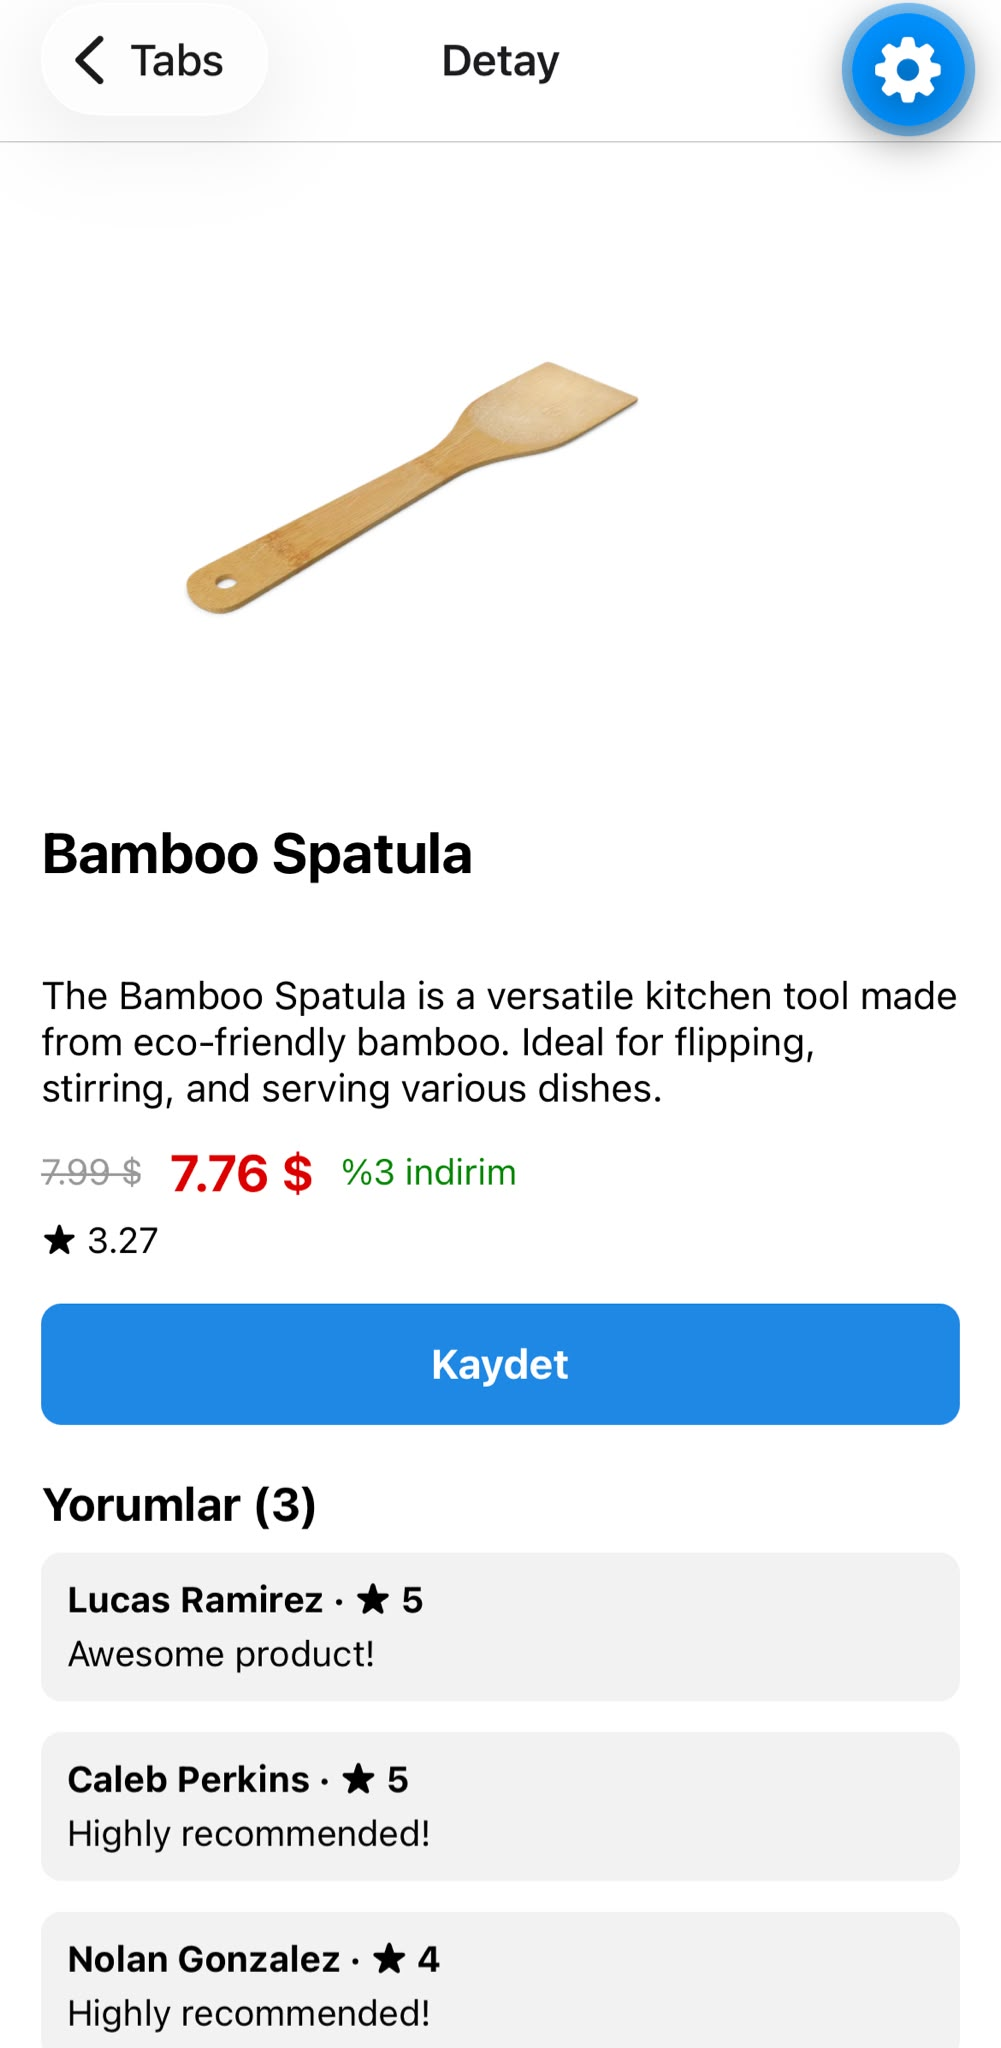 Tabs
Detay
Bamboo Spatula
The Bamboo Spatula is a versatile kitchen tool made
from eco-friendly bamboo. Ideal for flipping,
stirring, and serving various dishes.
7.99 $ 7.76 $ %3 indirim
★ 3.27
Kaydet
Yorumlar (3)
Lucas Ramirez · ★ 5
Awesome product!
Caleb Perkins · ★ 5
Highly recommended!
Nolan Gonzalez · ★ 4
Highly recommended!